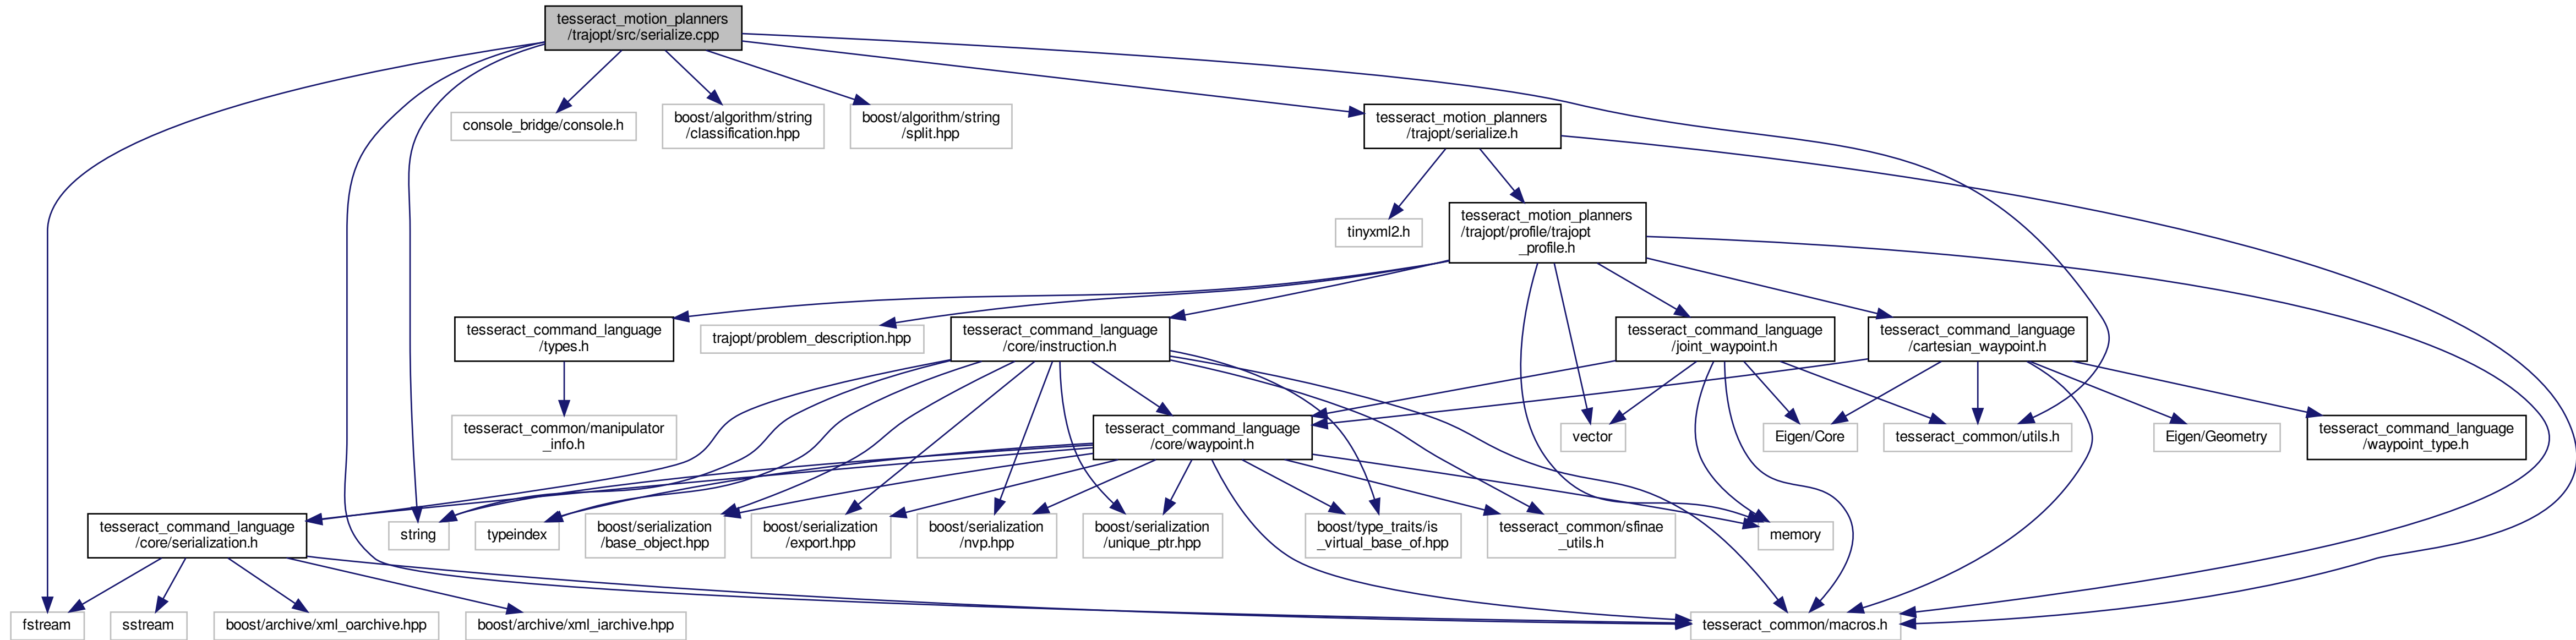 tesseract_motion_planners
/trajopt/src/serialize.cpp
console_bridge/console.h
boost/algorithm/string
/classification.hpp
boost/algorithm/string
/split.hpp
tesseract_motion_planners
/trajopt/serialize.h
tinyxml2.h
tesseract_motion_planners
/trajopt/profile/trajopt
_profile.h
tesseract_command_language
/types.h
trajopt/problem_description.hpp
tesseract_command_language
/core/instruction.h
tesseract_command_language
/joint_waypoint.h
tesseract_command_language
/cartesian_waypoint.h
tesseract_common/manipulator
_info.h
tesseract_command_language
/core/waypoint.h
vector
Eigen/Core
tesseract_common/utils.h
Eigen/Geometry
tesseract_command_language
/waypoint_type.h
tesseract_command_language
/core/serialization.h
string
typeindex
boost/serialization
/base_object.hpp
boost/serialization
/export.hpp
boost/serialization
/nvp.hpp
boost/serialization
/unique_ptr.hpp
boost/type_traits/is
_virtual_base_of.hpp
tesseract_common/sfinae
_utils.h
memory
fstream
sstream
boost/archive/xml_oarchive.hpp
boost/archive/xml_iarchive.hpp
tesseract_common/macros.h